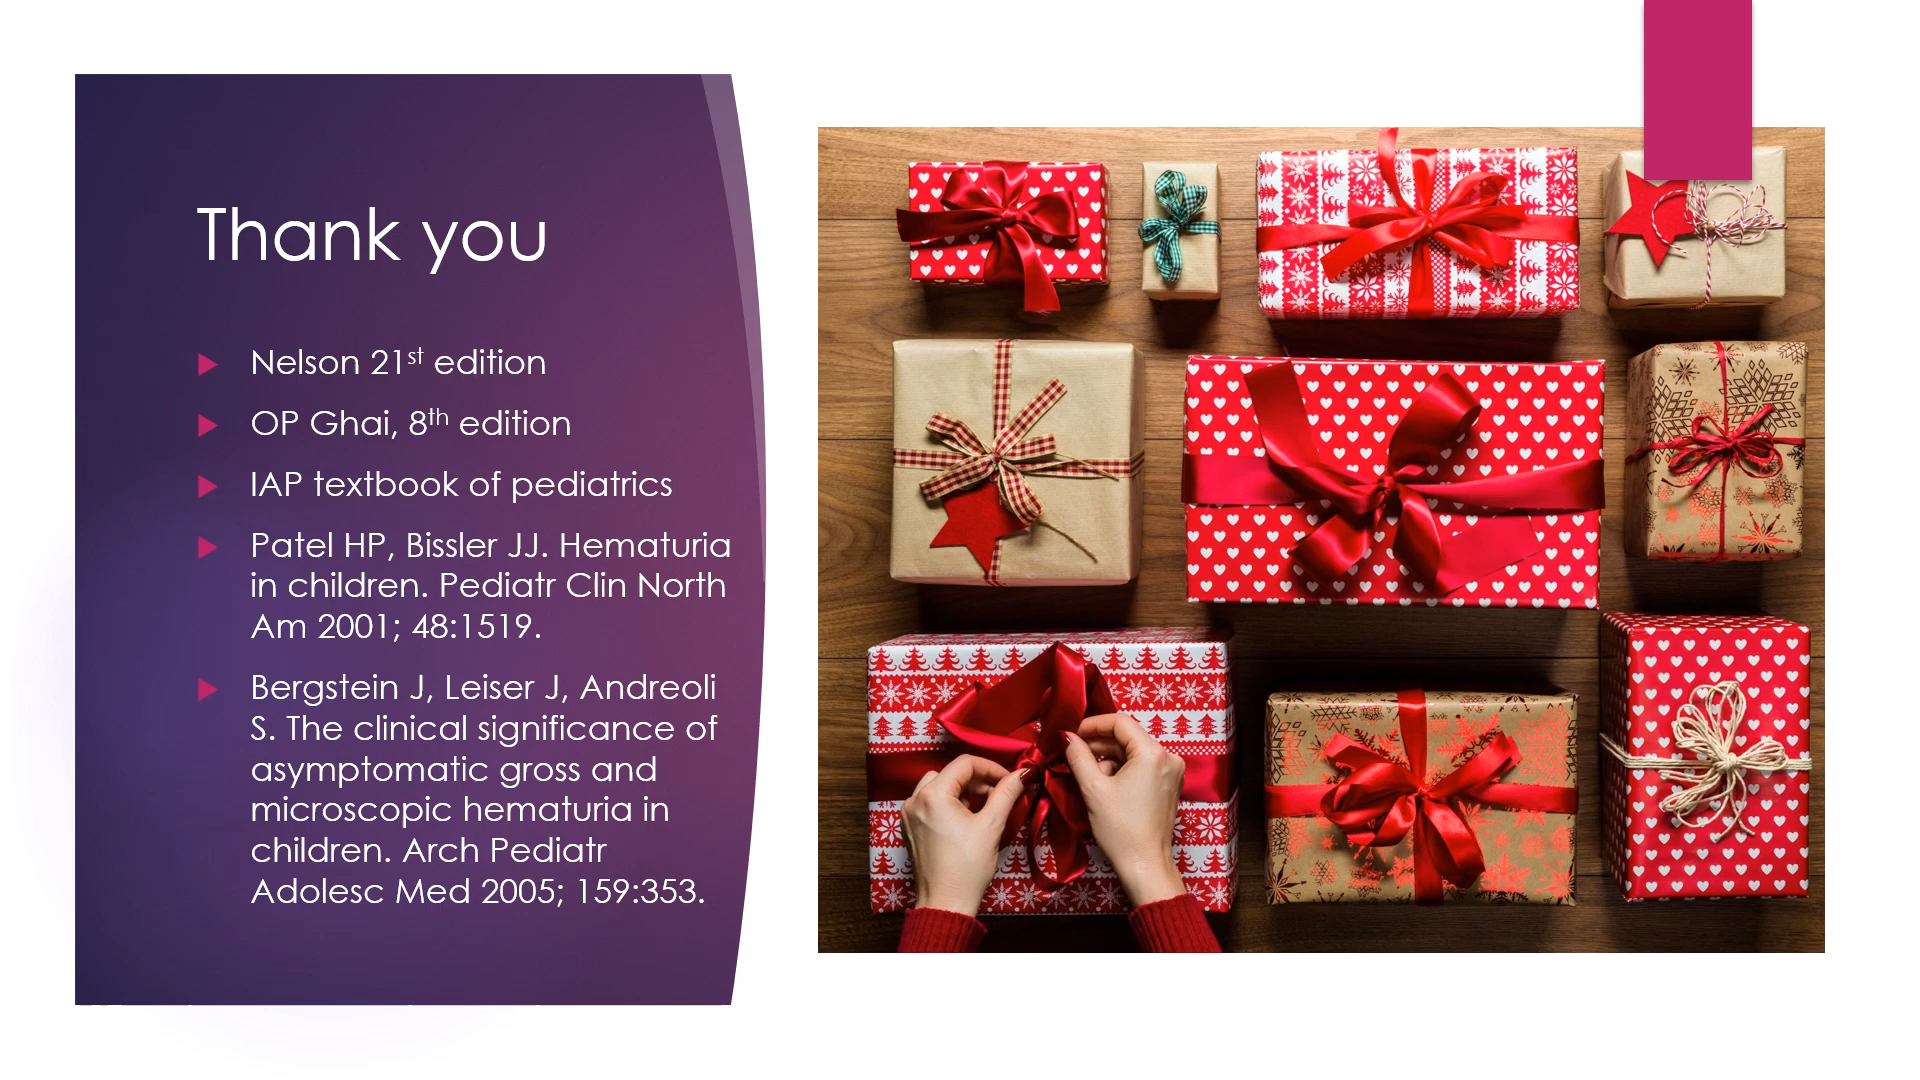 Thank you
Nelson 21st edition
OP Ghai, 8th edition
IAP textbook of pediatrics
Patel HP, Bissler JJ. Hematuria
in children. Pediatr Clin North
Am 2001; 48:1519.
Bergstein J, Leiser J, Andreoli
S. The clinical significance of
asymptomatic gross and
microscopic hematuria in
children. Arch Pediatr
Adolesc Med 2005; 159:353.